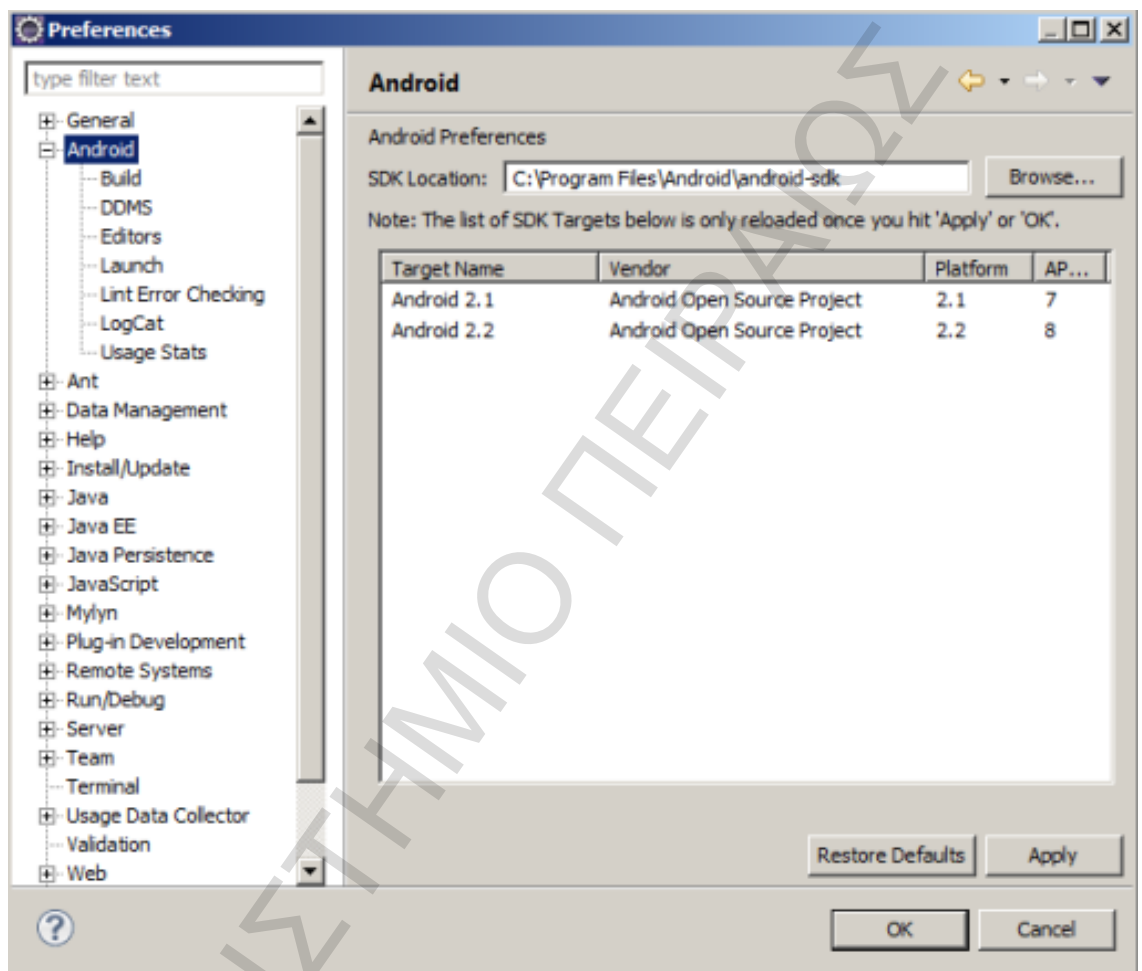 Preferences
type filter text
General
Android
Build
DDMS
Editors
Launch
Lint Error Checking
LogCat
Usage Stats
Ant
Data Management
Help
Install/Update
Java
Java EE
Java Persistence
JavaScript
Mylyn
Plug-in Development
Remote Systems
Run/Debug
Server
Team
Terminal
Usage Data Collector
Validation
Web
Android
Android Preferences
SDK Location: C:\Program Files\Android\android-sdk Browse...
Note: The list of SDK Targets below is only reloaded once you hit 'Apply' or 'OK'.
Target Name Vendor Platform AP...
Android 2.1 Android Open Source Project 2.1 7
Android 2.2 Android Open Source Project 2.2 8
Restore Defaults Apply
OK Cancel
ΙΣΤΗΜΙΟ ΠΕΙΡΑΙΩΣ